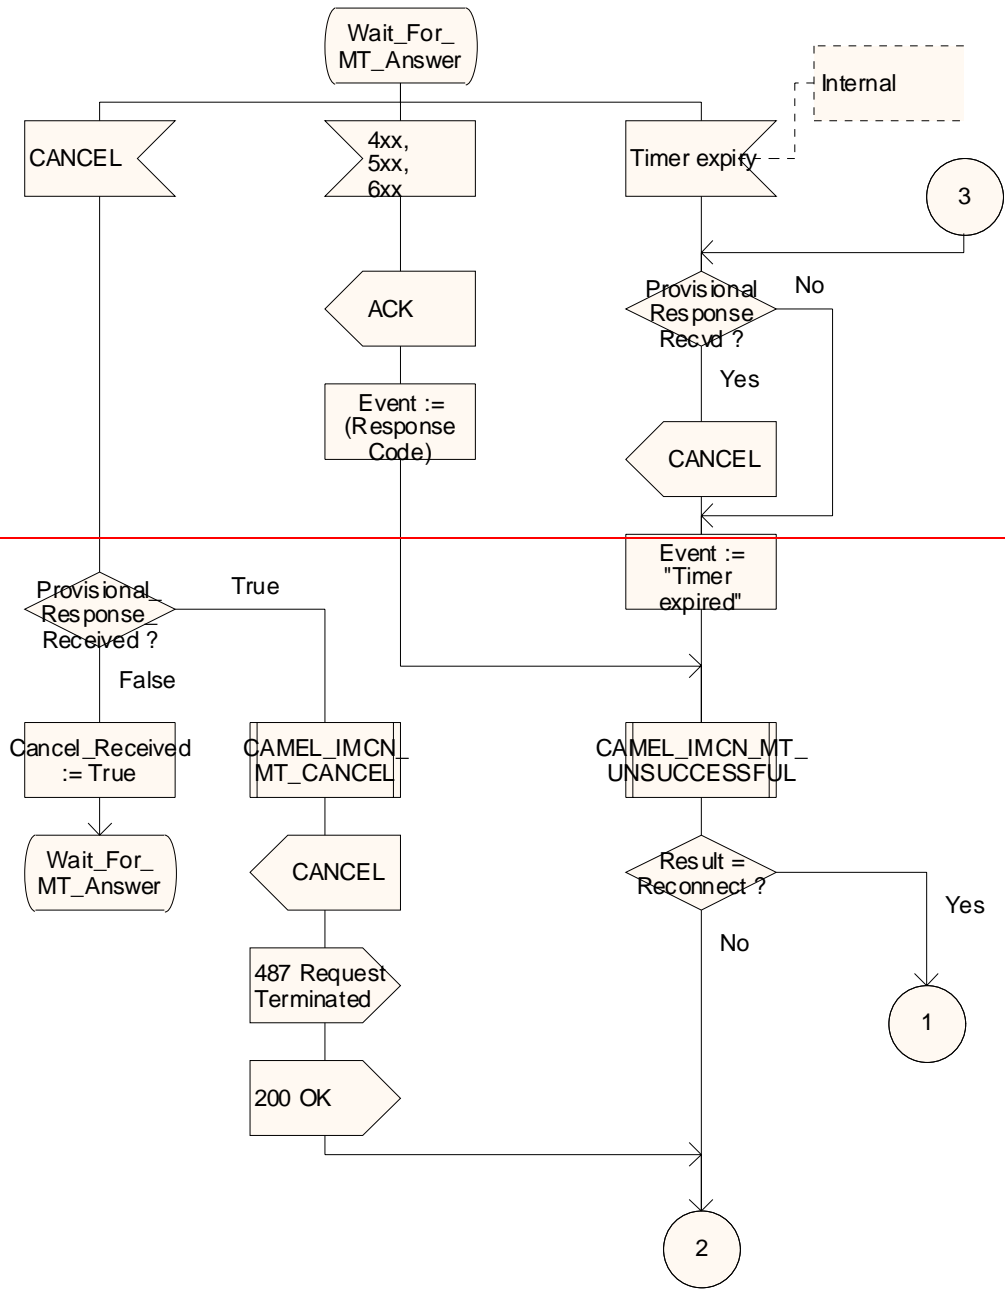 Wait_For_
MT_Answer
Internal
CANCEL
4xx,
5xx,
6xx
Timer expiry
3
Provisional
Response
Recvd ?
No
Yes
ACK
Event :=
(Response
Code)
CANCEL
Event :=
"Timer
expired"
Provisional_
Response_
Received ?
True
False
Cancel_Received
:= True
CAMEL_IMCN_
MT_CANCEL
CAMEL_IMCN_MT_
UNSUCCESSFUL
Wait_For_
MT_Answer
CANCEL
Result =
Reconnect ?
Yes
No
487 Request
Terminated
1
200 OK
2